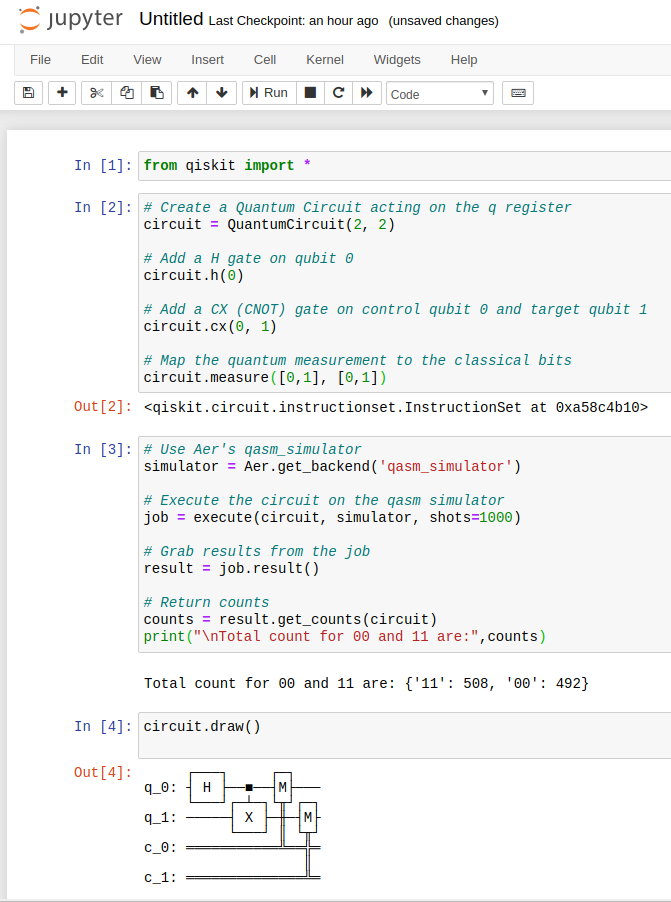 jupyter Untitled Last Checkpoint: an hour ago (unsaved changes)
File Edit View Insert Cell Kernel Widgets Help
Run Code
In [1]: from qiskit import *
In [2]: # Create a Quantum Circuit acting on the q register
circuit = QuantumCircuit(2, 2)
# Add a H gate on qubit 0
circuit.h(0)
# Add a CX (CNOT) gate on control qubit 0 and target qubit 1
circuit.cx(0, 1)
# Map the quantum measurement to the classical bits
circuit.measure([0,1], [0,1])
Out[2]: <qiskit.circuit.instructionset.InstructionSet at 0xa58c4b10>
In [3]: # Use Aer's qasm_simulator
simulator = Aer.get_backend('qasm_simulator')
# Execute the circuit on the qasm simulator
job = execute(circuit, simulator, shots=1000)
# Grab results from the job
result = job.result()
# Return counts
counts = result.get_counts(circuit)
print("\nTotal count for 00 and 11 are:",counts)
Total count for 00 and 11 are: {'11': 508, '00': 492}
In [4]: circuit.draw()
Out[4]:
q_0: H M
q_1: X M
c_0:
c_1: